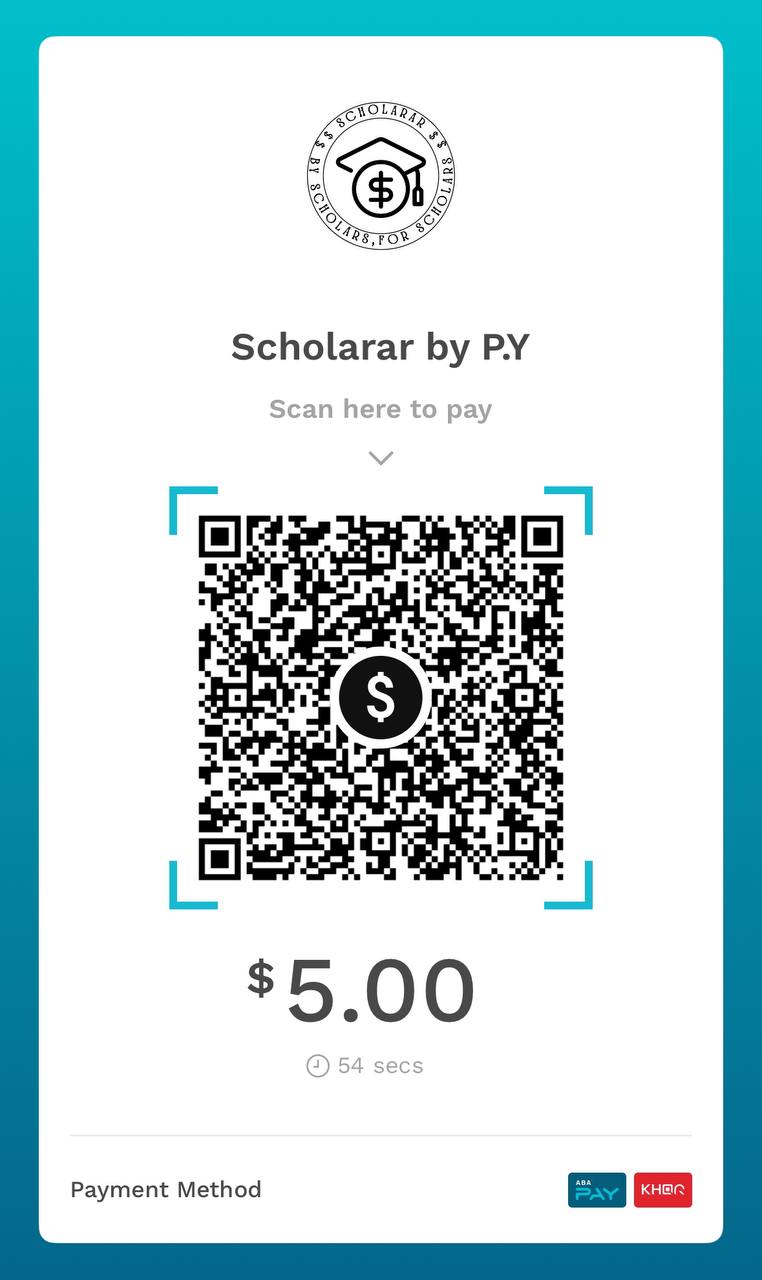 $$ SCHOLARAR $$
BY SCHOLARS, FOR SCHOLARS
Scholarar by P.Y
Scan here to pay
$
$5.00
54 secs
Payment Method
ABA PAY KHQR